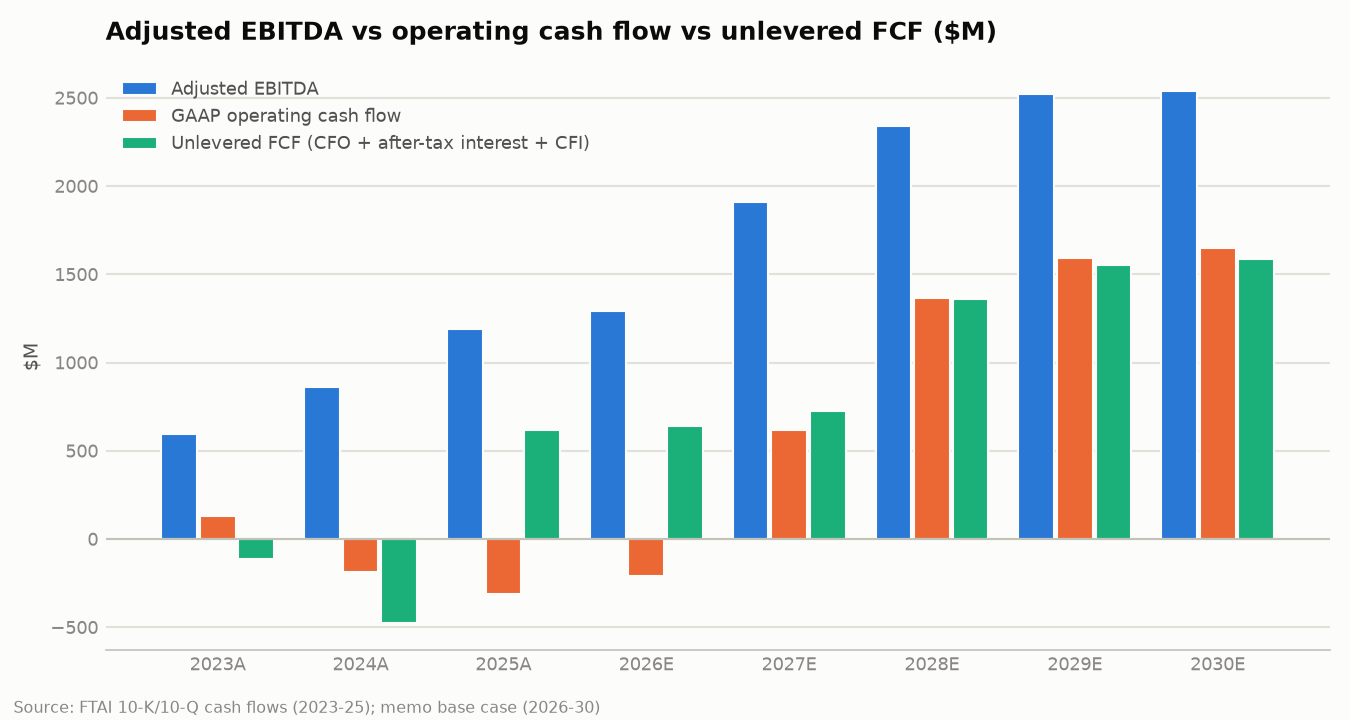 Adjusted EBITDA vs operating cash flow vs unlevered FCF ($M)
Adjusted EBITDA
GAAP operating cash flow
Unlevered FCF (CFO + after-tax interest + CFI)
2500
2000
1500
1000
500
0
−500
$M
2023A 2024A 2025A 2026E 2027E 2028E 2029E 2030E
Source: FTAI 10-K/10-Q cash flows (2023-25); memo base case (2026-30)